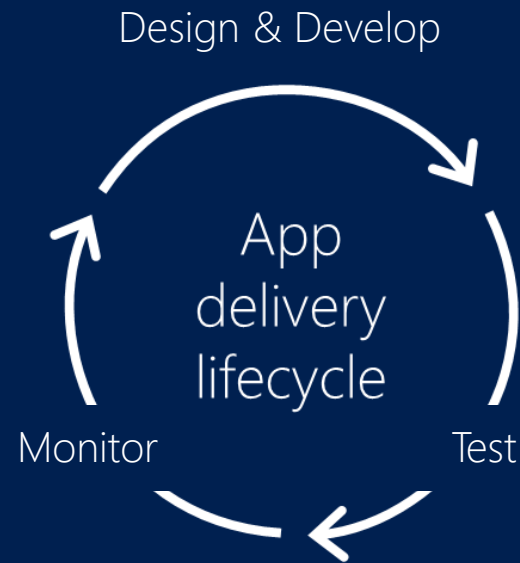 Design & Develop
App
delivery
lifecycle
Monitor
Test